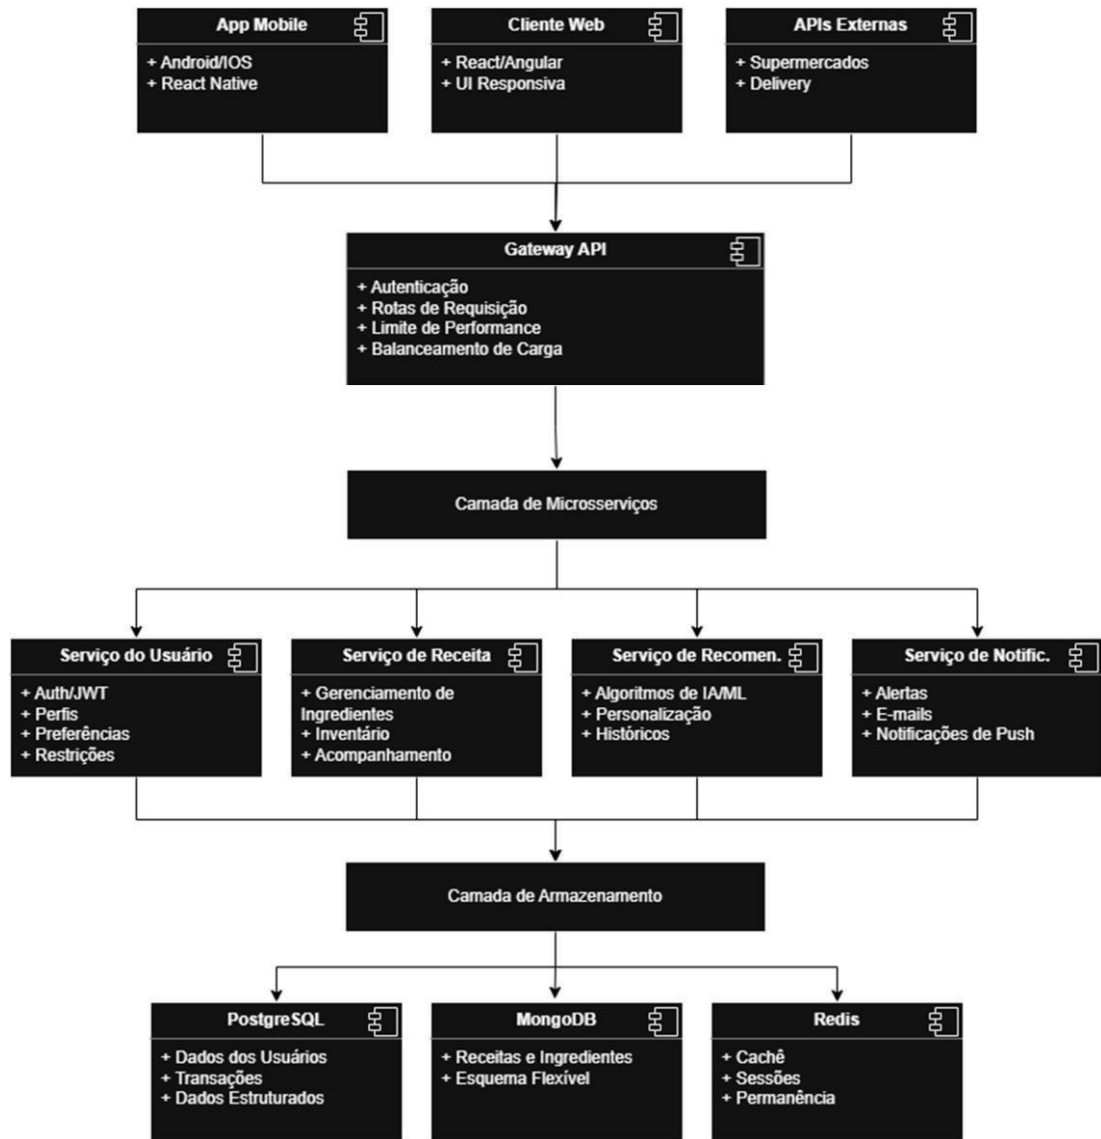 App Mobile
+ Android/IOS
+ React Native
Cliente Web
+ React/Angular
+ UI Responsiva
APIs Externas
+ Supermercados
+ Delivery
Gateway API
+ Autenticação
+ Rotas de Requisição
+ Limite de Performance
+ Balanceamento de Carga
Camada de Microsserviços
Serviço do Usuário
+ Auth/JWT
+ Perfis
+ Preferências
+ Restrições
Serviço de Receita
+ Gerenciamento de
Ingredientes
+ Inventário
+ Acompanhamento
Serviço de Recomen.
+ Algoritmos de IA/ML
+ Personalização
+ Históricos
Serviço de Notific.
+ Alertas
+ E-mails
+ Notificações de Push
Camada de Armazenamento
PostgreSQL
+ Dados dos Usuários
+ Transações
+ Dados Estruturados
MongoDB
+ Receitas e Ingredientes
+ Esquema Flexível
Redis
+ Cachê
+ Sessões
+ Permanência